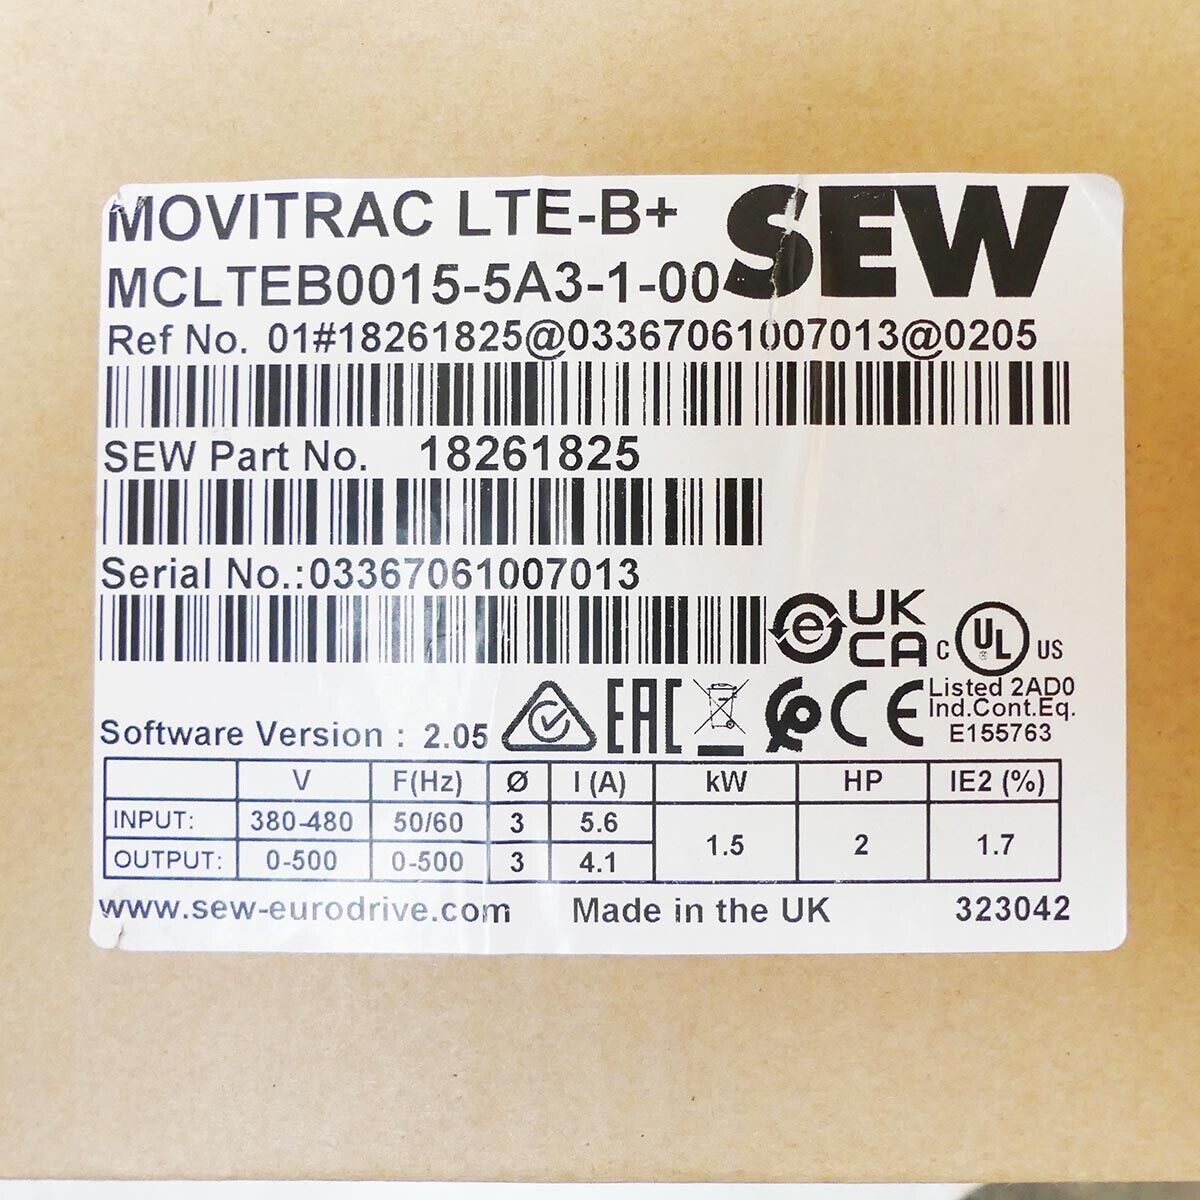 MOVITRAC LTE-B+
SEW
MCLTEB0015-5A3-1-00
Ref No. 01#18261825@03367061007013@0205
SEW Part No. 18261825
Serial No.:03367061007013
e UK CA
C UL US
Listed 2AD0
Ind.Cont.Eq.
E155763
Software Version : 2.05
EAC
CE
V F(Hz) Ø I (A) kW HP IE2 (%)
INPUT: 380-480 50/60 3 5.6 1.5 2 1.7
OUTPUT: 0-500 0-500 3 4.1
www.sew-eurodrive.com Made in the UK 323042